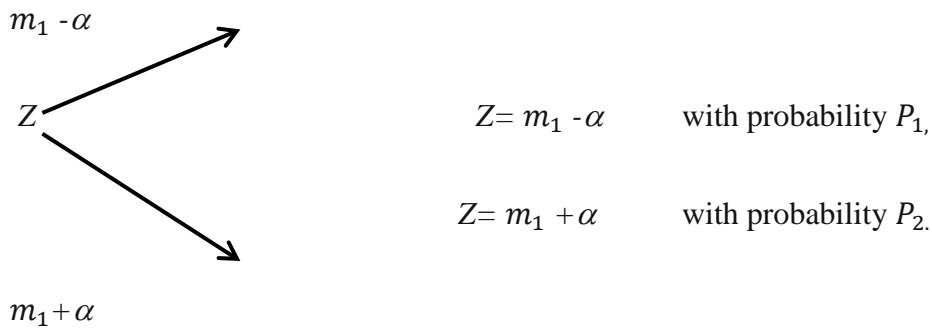 m₁ -α
Z
Z= m₁ -α with probability P₁,
Z= m₁ +α with probability P₂.
m₁+α